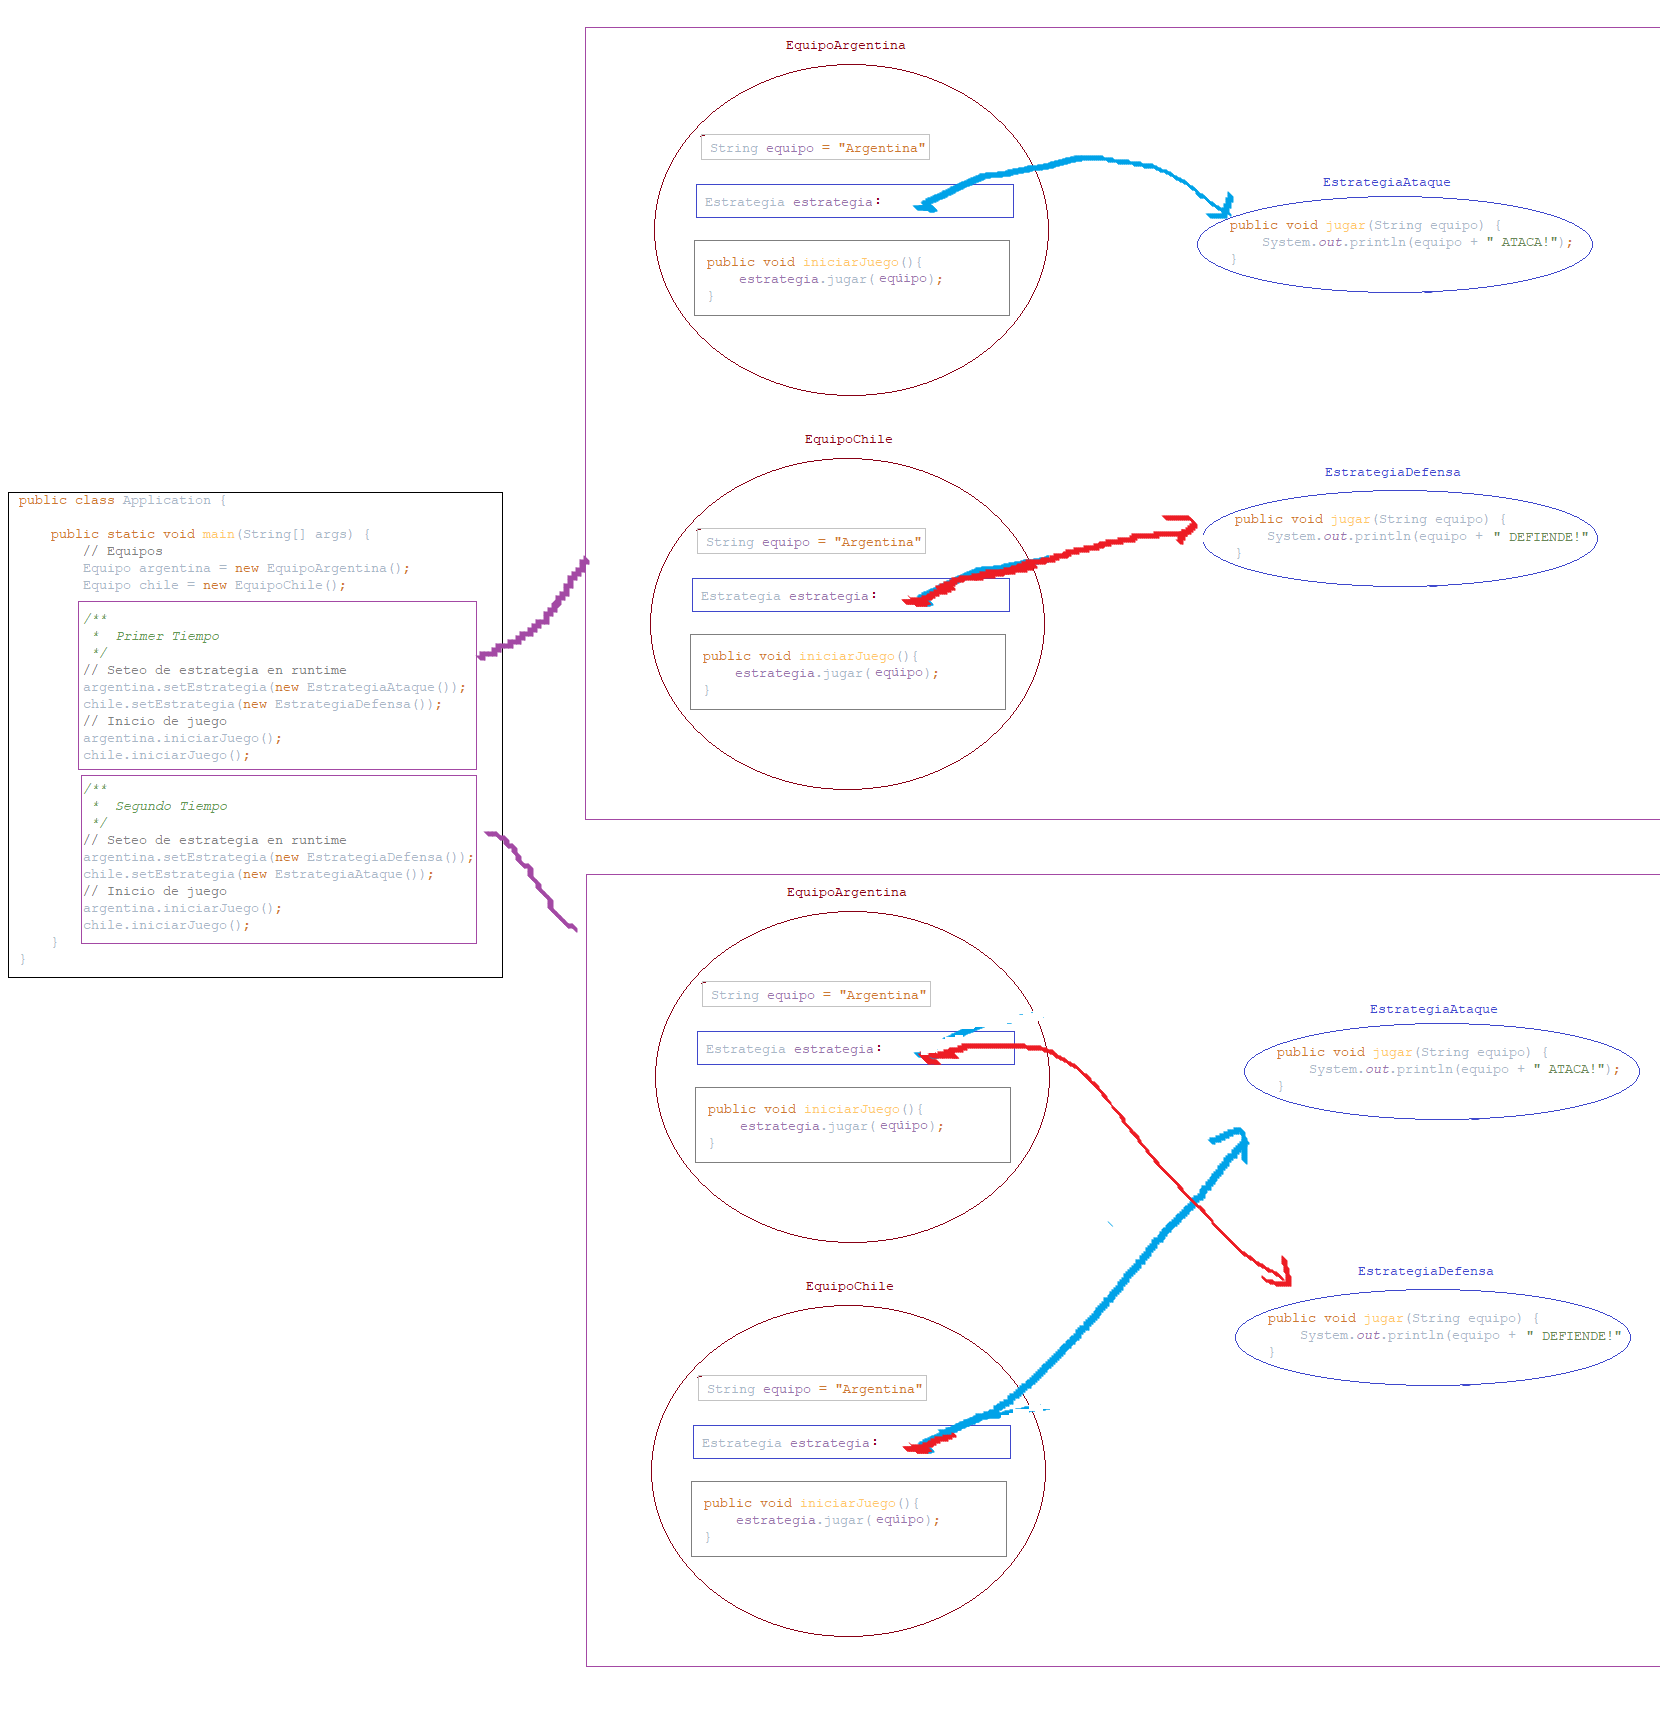 public class Application {
public static void main(String[] args) {
// Equipos
Equipo argentina = new EquipoArgentina();
Equipo chile = new EquipoChile();
/**
* Primer Tiempo
*/
// Seteo de estrategia en runtime
argentina.setEstrategia(new EstrategiaAtaque());
chile.setEstrategia(new EstrategiaDefensa());
// Inicio de juego
argentina.iniciarJuego();
chile.iniciarJuego();
/**
* Segundo Tiempo
*/
// Seteo de estrategia en runtime
argentina.setEstrategia(new EstrategiaDefensa());
chile.setEstrategia(new EstrategiaAtaque());
// Inicio de juego
argentina.iniciarJuego();
chile.iniciarJuego();
}
}
EquipoArgentina
String equipo = "Argentina"
Estrategia estrategia:
public void iniciarJuego(){
estrategia.jugar(equipo);
}
EstrategiaAtaque
public void jugar(String equipo) {
System.out.println(equipo + " ATACA!");
}
EquipoChile
String equipo = "Argentina"
Estrategia estrategia:
public void iniciarJuego(){
estrategia.jugar(equipo);
}
EstrategiaDefensa
public void jugar(String equipo) {
System.out.println(equipo + " DEFIENDE!"
}
EquipoArgentina
String equipo = "Argentina"
Estrategia estrategia:
public void iniciarJuego(){
estrategia.jugar(equipo);
}
EstrategiaAtaque
public void jugar(String equipo) {
System.out.println(equipo + " ATACA!");
}
EquipoChile
String equipo = "Argentina"
Estrategia estrategia:
public void iniciarJuego(){
estrategia.jugar(equipo);
}
EstrategiaDefensa
public void jugar(String equipo) {
System.out.println(equipo + " DEFIENDE!"
}